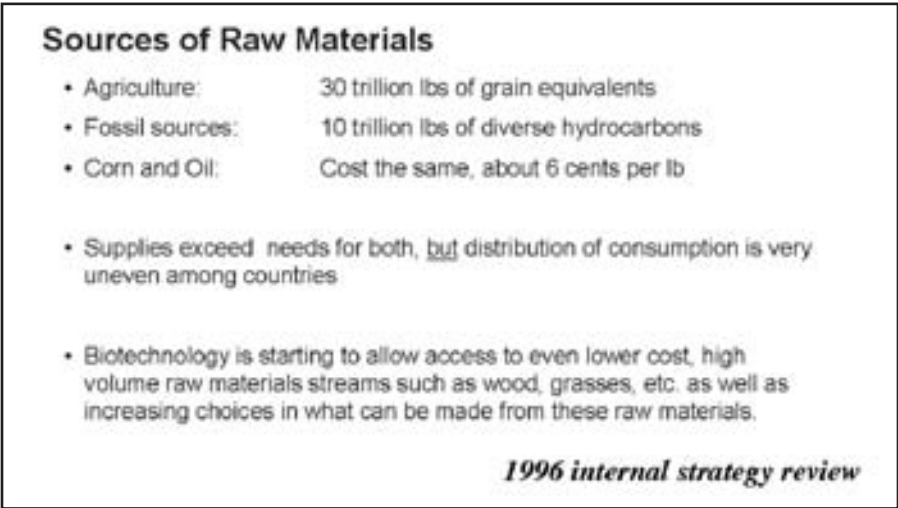 Sources of Raw Materials
• Agriculture: 30 trillion lbs of grain equivalents
• Fossil sources: 10 trillion lbs of diverse hydrocarbons
• Corn and Oil: Cost the same, about 6 cents per lb
• Supplies exceed needs for both, but distribution of consumption is very
uneven among countries
• Biotechnology is starting to allow access to even lower cost, high
volume raw materials streams such as wood, grasses, etc. as well as
increasing choices in what can be made from these raw materials.
1996 internal strategy review